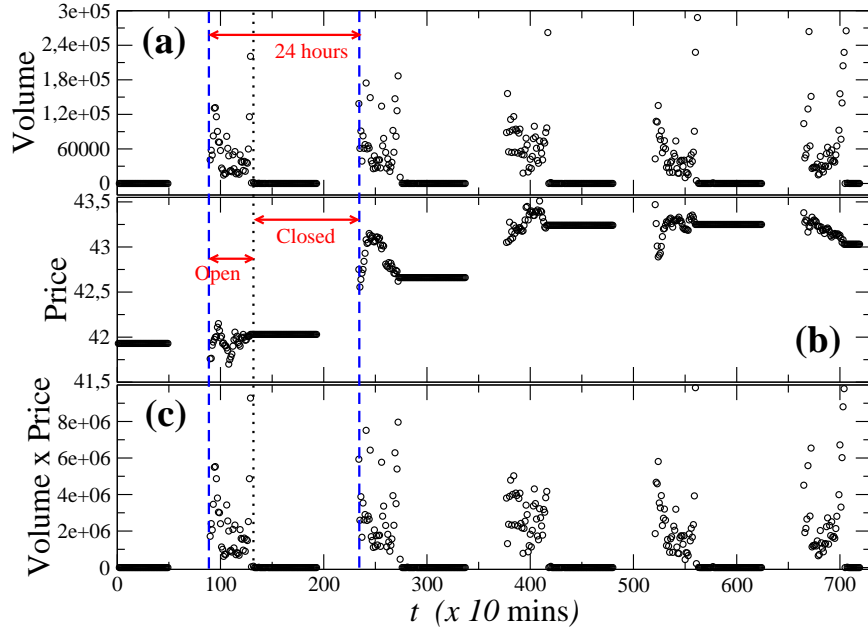 3e+05
2,4e+05
1,8e+05
1,2e+05
60000
0
Volume
(a)
24 hours
43,5
43
42,5
42
41,5
Price
Closed
Open
(b)
8e+06
6e+06
4e+06
2e+06
0
Volume x Price
(c)
0 100 200 300 400 500 600 700
t (x 10 mins)